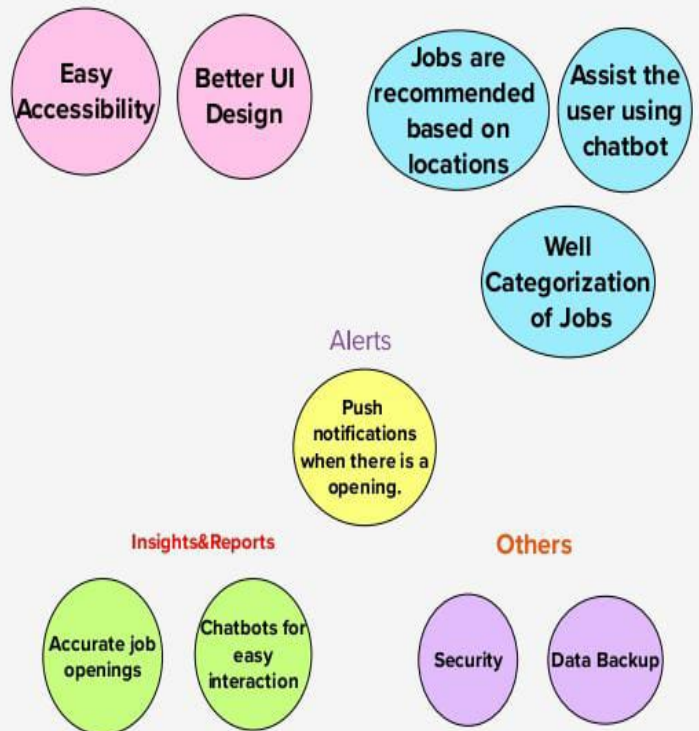 Easy
Accessibility
Better UI
Design
Jobs are
recommended
based on
locations
Assist the
user using
chatbot
Well
Categorization
of Jobs
Alerts
Push
notifications
when there is a
opening.
Insights&Reports
Others
Accurate job
openings
Chatbots for
easy
interaction
Security
Data Backup